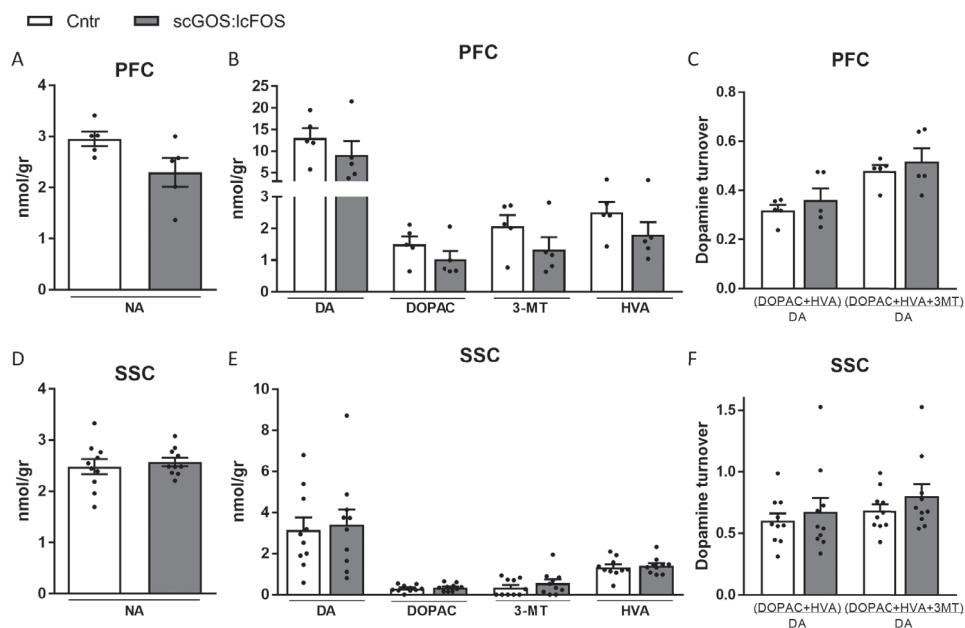 Cntr scGOS:lcFOS
A
PFC
nmol/gr
4
3
2
1
0
NA
B
PFC
nmol/gr
25
20
15
10
5
3
2
1
0
DA DOPAC 3-MT HVA
C
PFC
Dopamine turnover
0.8
0.6
0.4
0.2
0.0
(DOPAC+HVA) (DOPAC+HVA+3MT)
DA DA
D
SSC
nmol/gr
4
3
2
1
0
NA
E
SSC
nmol/gr
10
8
6
4
2
0
DA DOPAC 3-MT HVA
F
SSC
Dopamine turnover
1.5
1.0
0.5
0.0
(DOPAC+HVA) (DOPAC+HVA+3MT)
DA DA